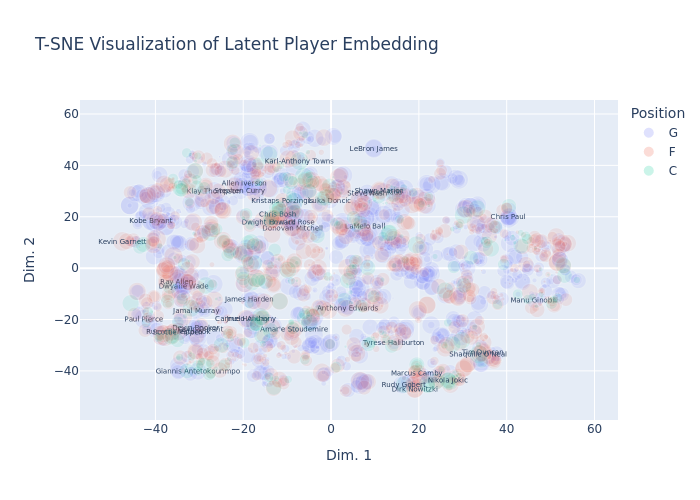 T-SNE Visualization of Latent Player Embedding
Position
G
F
C
Dim. 2
60
40
20
0
−20
−40
LeBron James
Karl-Anthony Towns
Allen Iverson
Klay Thompson
Stephen Curry
Shawn Marion
Steve Nash
Kristaps Porzingis
Luka Doncic
Chris Bosh
Chris Paul
Kobe Bryant
Dwight Howard
Rose
Donovan Mitchell
LaMelo Ball
Kevin Garnett
Ray Allen
Dwyane Wade
James Harden
Manu Ginobili
Jamal Murray
Anthony Edwards
Paul Pierce
Carmelo Anthony
Amar'e Stoudemire
Tyrese Haliburton
Shaquille O'Neal
Giannis Antetokounmpo
Marcus Camby
Nikola Jokic
Rudy Gobert
Dirk Nowitzki
−40
−20
0
20
40
60
Dim. 1